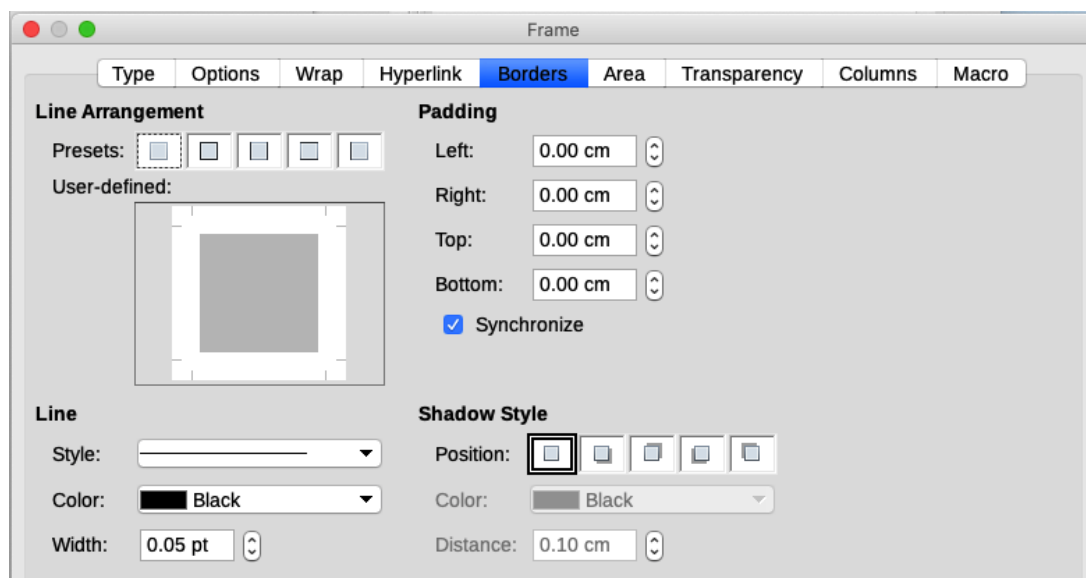 Frame
Type Options Wrap Hyperlink Borders Area Transparency Columns Macro
Line Arrangement
Presets:
User-defined:
Padding
Left: 0.00 cm
Right: 0.00 cm
Top: 0.00 cm
Bottom: 0.00 cm
Synchronize
Line
Style:
Color: Black
Width: 0.05 pt
Shadow Style
Position:
Color: Black
Distance: 0.10 cm